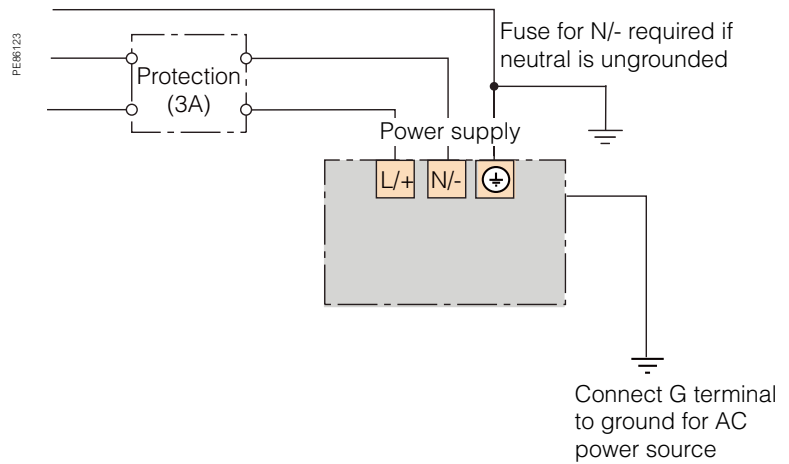 PE86123
Fuse for N/- required if
neutral is ungrounded
Protection
(3A)
Power supply
L/+
N/-
Connect G terminal
to ground for AC
power source